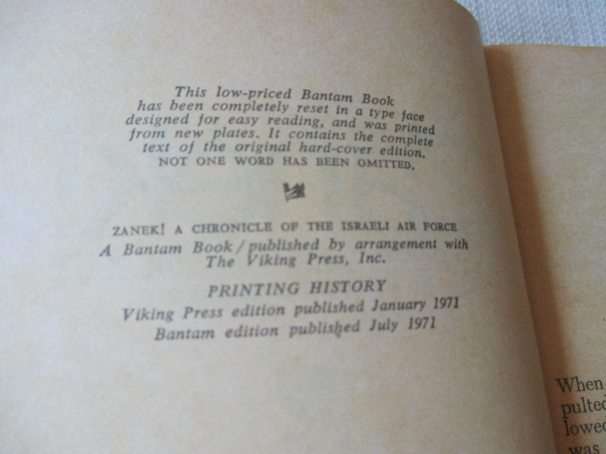 This low-priced Bantam Book
has been completely reset in a type face
designed for easy reading, and was printed
from new plates. It contains the complete
text of the original hard-cover edition.
NOT ONE WORD HAS BEEN OMITTED.
ZANEK! A CHRONICLE OF THE ISRAELI AIR FORCE
A Bantam Book / published by arrangement with
The Viking Press, Inc.
PRINTING HISTORY
Viking Press edition published January 1971
Bantam edition published July 1971
When
pulted
lowed
was